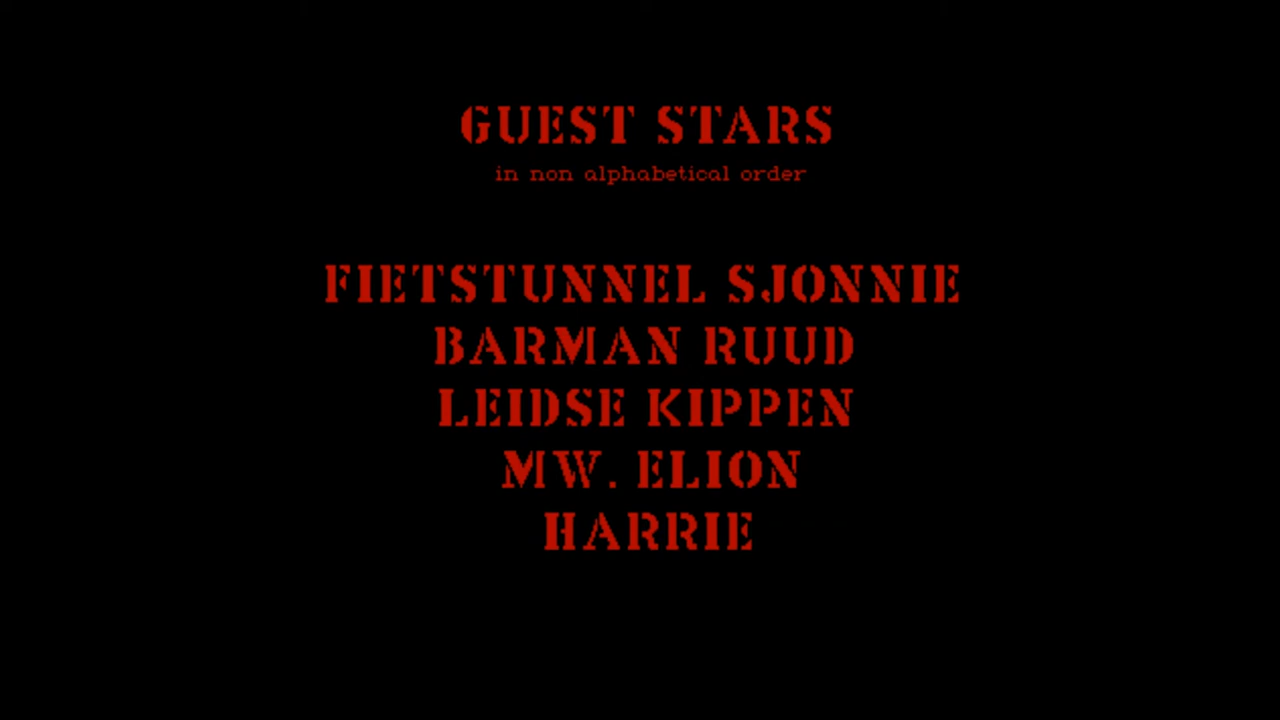 GUEST STARS
in non alphabetical order
FIETSTUNNEL SJONNIE
BARMAN RUUD
LEIDSE KIPPEN
MW. ELION
HARRIE